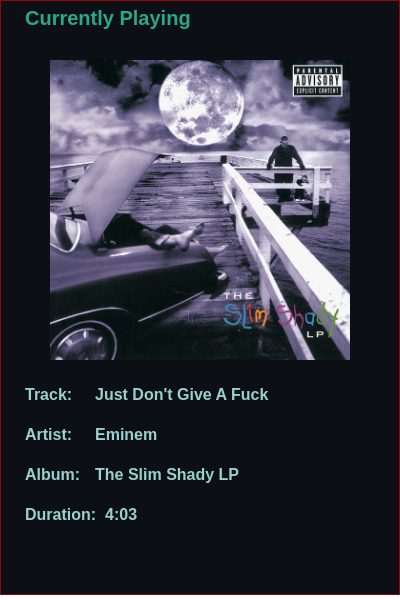 Currently Playing
PARENTAL
ADVISORY
EXPLICIT CONTENT
THE
Slim Shady
LP
Track: Just Don't Give A Fuck
Artist: Eminem
Album: The Slim Shady LP
Duration: 4:03